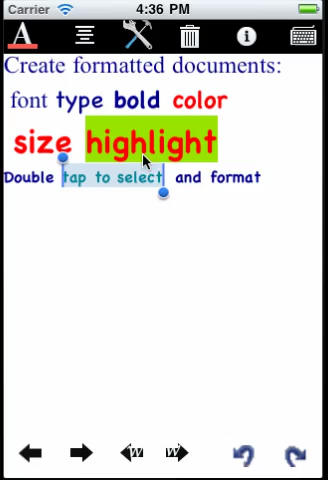 Carrier 4:36 PM
A
Create formatted documents:
font type bold color
size highlight
Double tap to select and format
W W